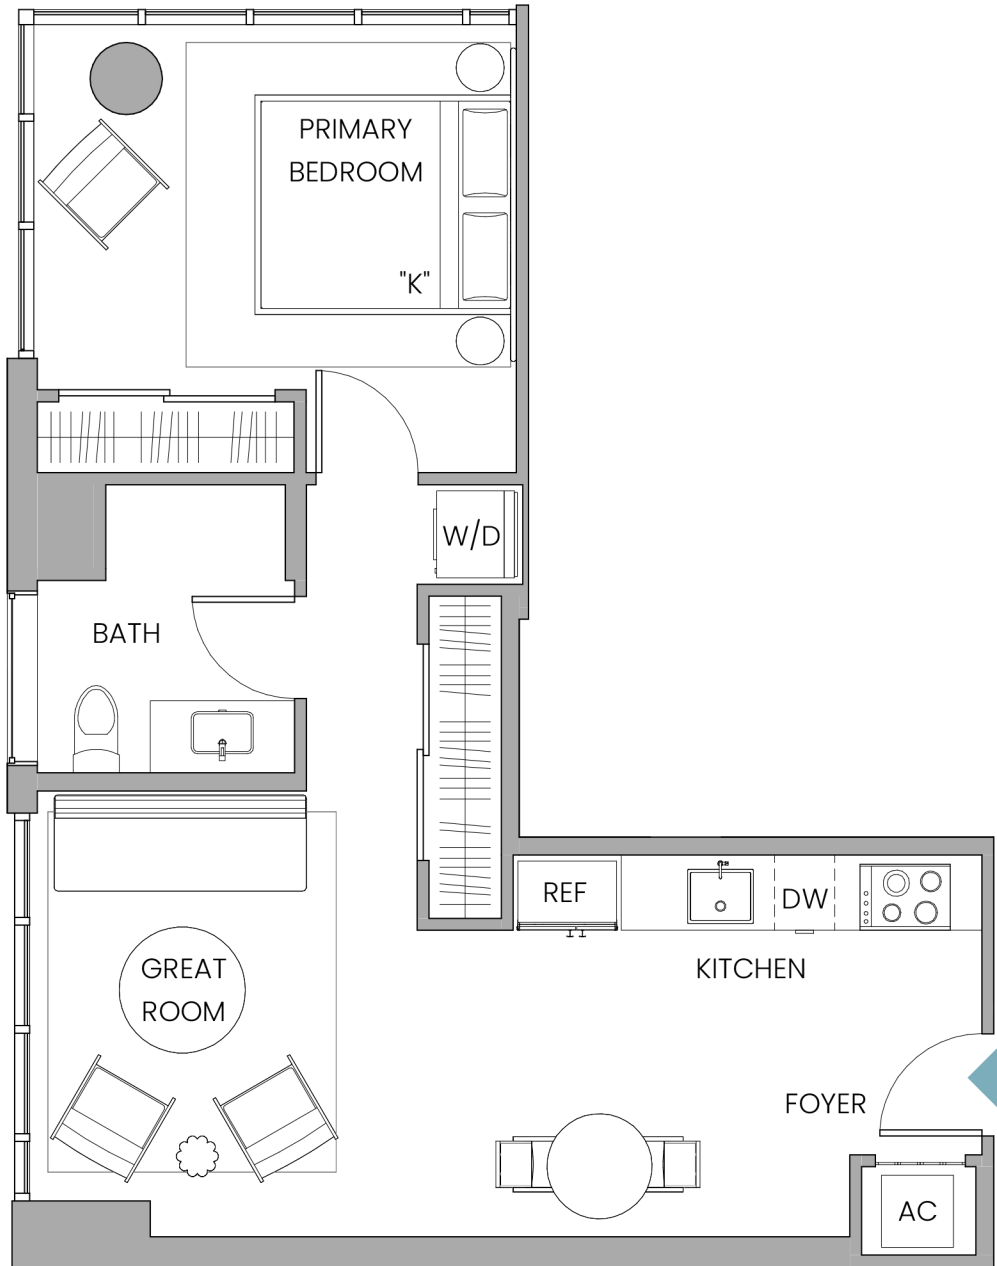 PRIMARY
BEDROOM
"K"
W/D
BATH
REF
DW
GREAT
ROOM
KITCHEN
FOYER
AC